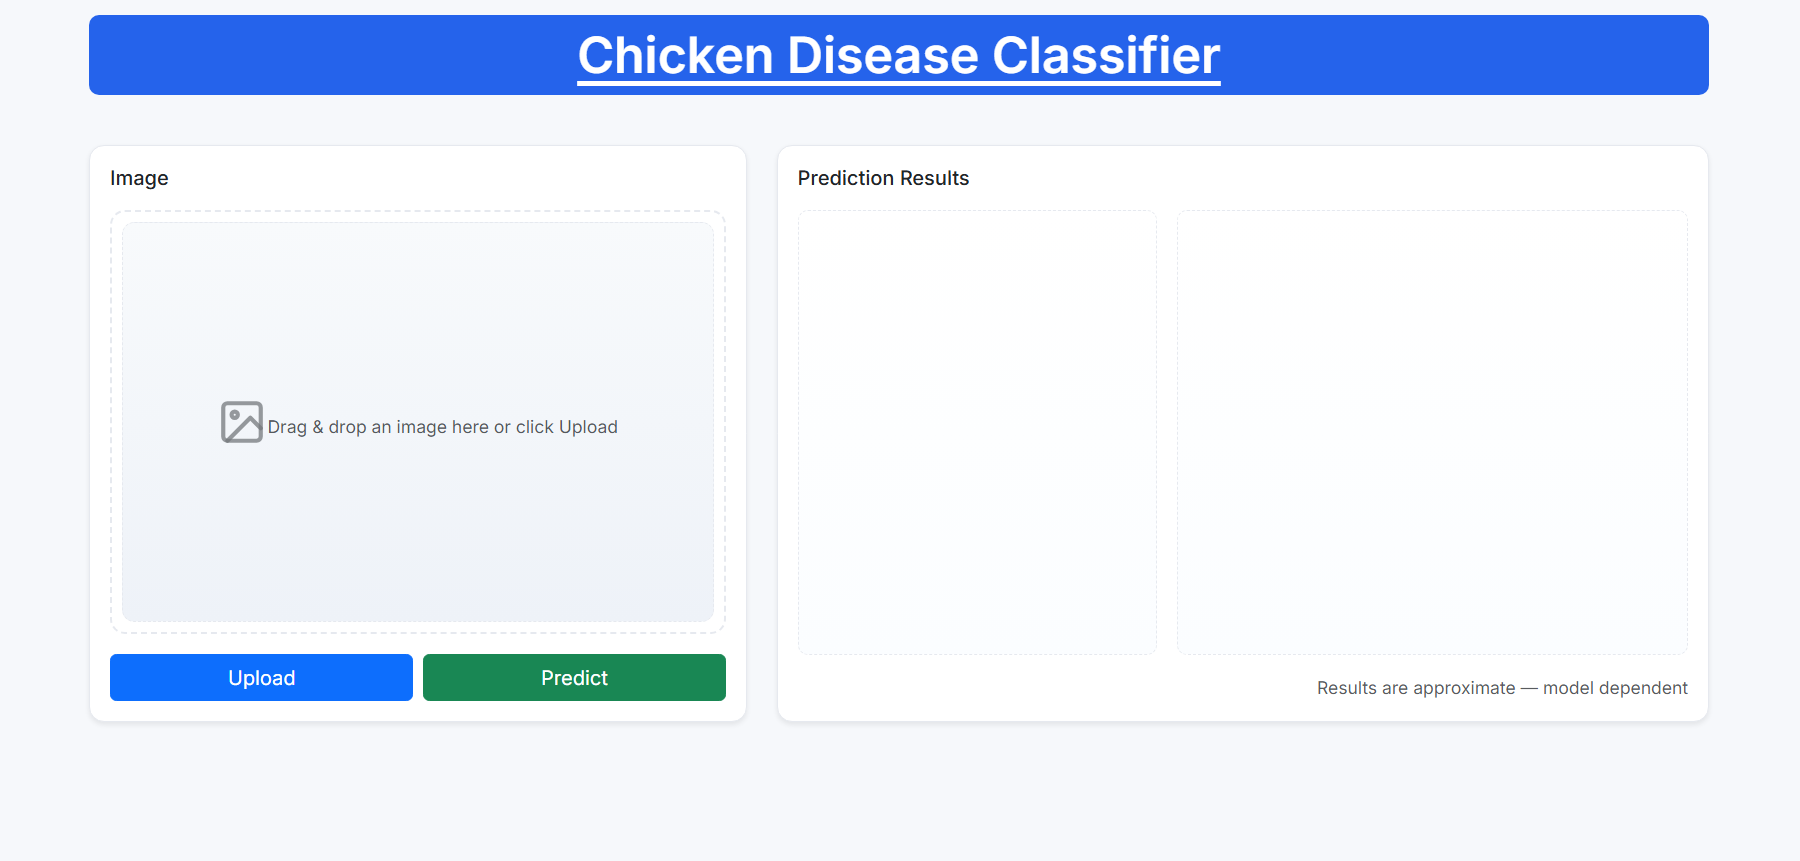 Chicken Disease Classifier
Image
Drag & drop an image here or click Upload
Upload
Predict
Prediction Results
Results are approximate — model dependent